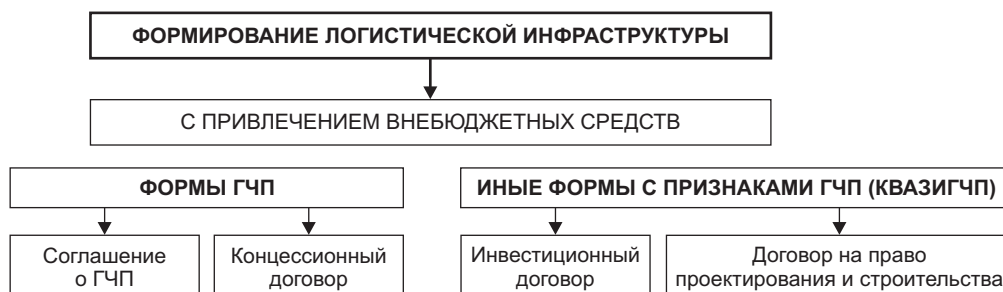 ФОРМИРОВАНИЕ ЛОГИСТИЧЕСКОЙ ИНФРАСТРУКТУРЫ
С ПРИВЛЕЧЕНИЕМ ВНЕБЮДЖЕТНЫХ СРЕДСТВ
ФОРМЫ ГЧП
ИНЫЕ ФОРМЫ С ПРИЗНАКАМИ ГЧП (КВАЗИГЧП)
Соглашение
о ГЧП
Концессионный
договор
Инвестиционный
договор
Договор на право
проектирования и строительства